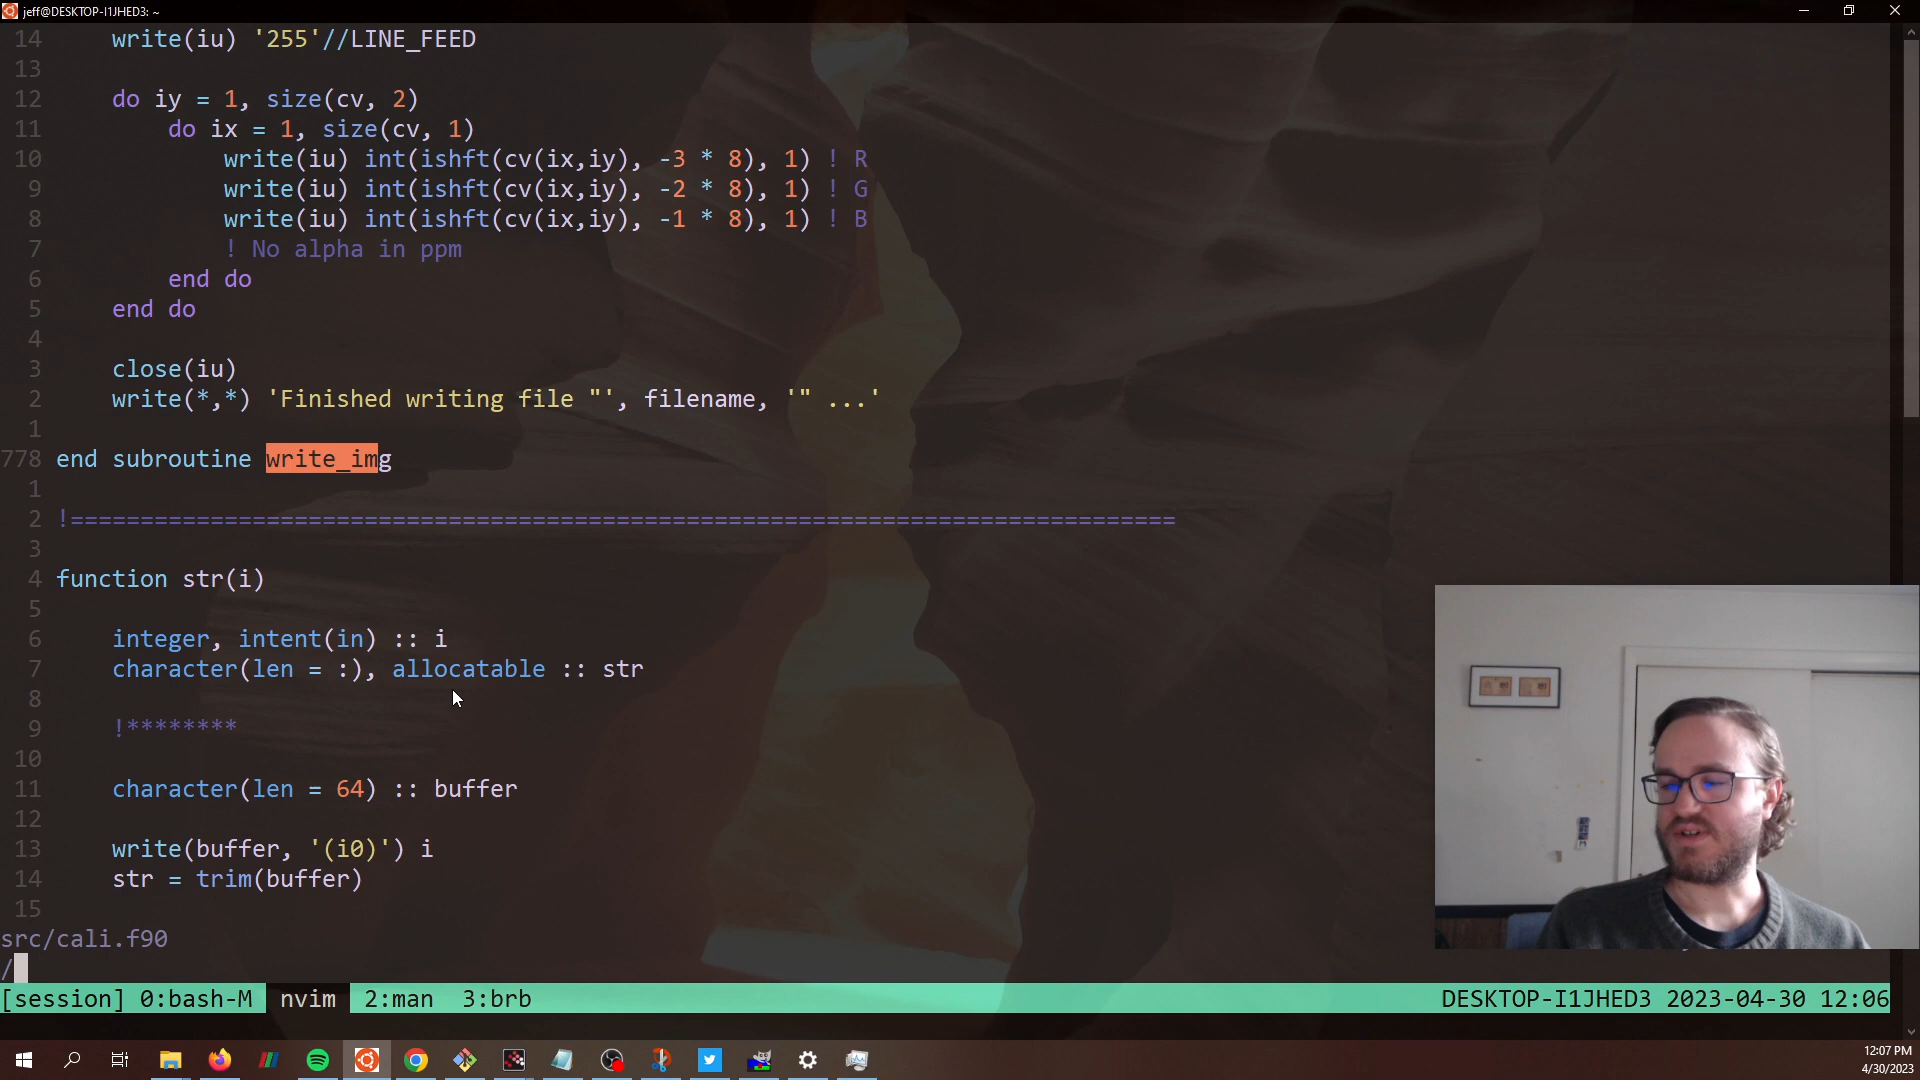 jeff@DESKTOP-I1JHED3: ~
14 write(iu) '255'//LINE_FEED
13
12 do iy = 1, size(cv, 2)
11 do ix = 1, size(cv, 1)
10 write(iu) int(ishft(cv(ix,iy), -3 * 8), 1) ! R
9 write(iu) int(ishft(cv(ix,iy), -2 * 8), 1) ! G
8 write(iu) int(ishft(cv(ix,iy), -1 * 8), 1) ! B
7 ! No alpha in ppm
6 end do
5 end do
4
3 close(iu)
2 write(*,*) 'Finished writing file "', filename, '" ...'
1
778 end subroutine write_img
1
2 !===============================================================================
3
4 function str(i)
5
6 integer, intent(in) :: i
7 character(len = :), allocatable :: str
8
9 !********
10
11 character(len = 64) :: buffer
12
13 write(buffer, '(i0)') i
14 str = trim(buffer)
15
src/cali.f90
/
[session] 0:bash-M nvim 2:man 3:brb DESKTOP-I1JHED3 2023-04-30 12:06
12:07 PM
4/30/2023